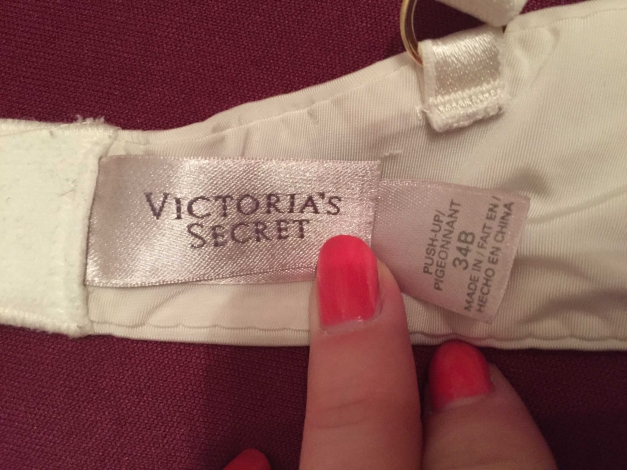 VICTORIA'S
SECRET
PUSH-UP/
PIGEONNANT
34B
MADE IN / FAIT EN /
HECHO EN CHINA